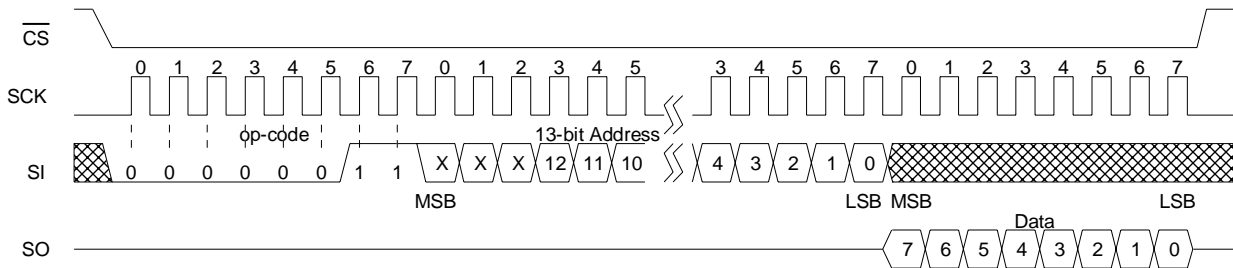 CS
0 1 2 3 4 5 6 7 0 1 2 3 4 5 3 4 5 6 7 0 1 2 3 4 5 6 7
SCK
op-code 13-bit Address
SI 0 0 0 0 0 0 1 1 X X X 12 11 10 4 3 2 1 0
MSB LSB MSB LSB
Data
SO 7 6 5 4 3 2 1 0